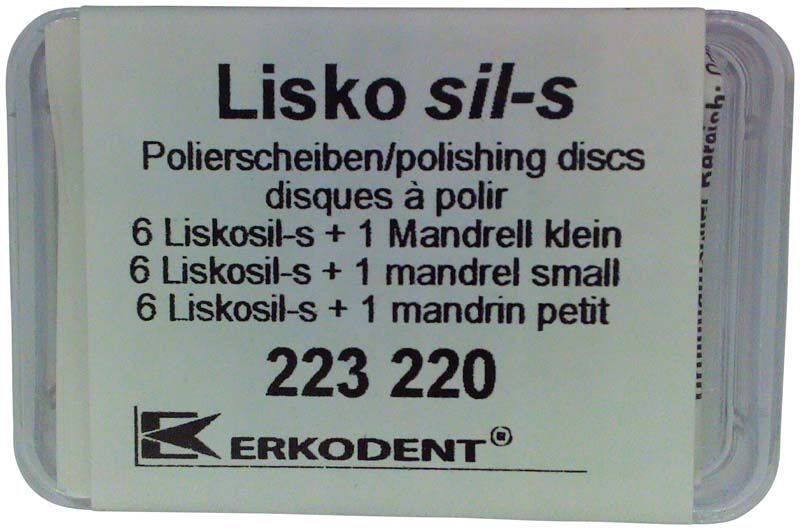 Lisko sil-s
Polierscheiben/polishing discs
disques à polir
6 Liskosil-s + 1 Mandrell klein
6 Liskosil-s + 1 mandrel small
6 Liskosil-s + 1 mandrin petit
223 220
ERKODENT®